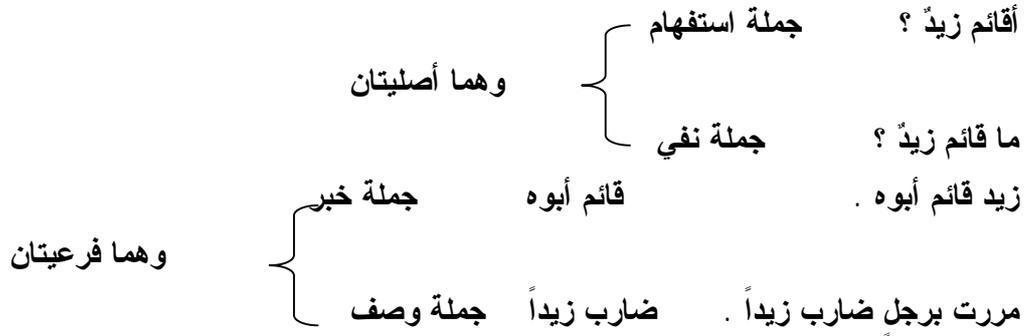 أقائم زيدٌ ؟ جملة استفهام
وهما أصليتان
ما قائم زيدٌ ؟ جملة نفي
زيد قائم أبوه . قائم أبوه جملة خبر
وهما فرعيتان
مررت برجلٍ ضارب زيداً . ضارب زيداً جملة وصف